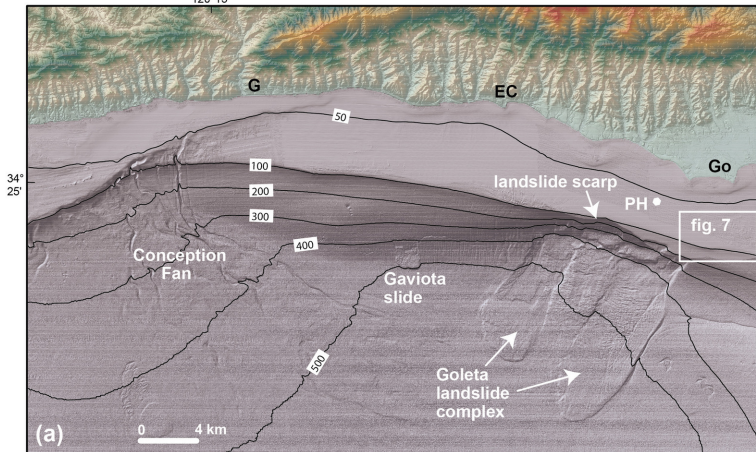 G
EC
50
Go
34°
25'
100
landslide scarp
PH
200
fig. 7
300
400
Conception
Fan
Gaviota
slide
500
Goleta
landslide
complex
(a)
0 4 km